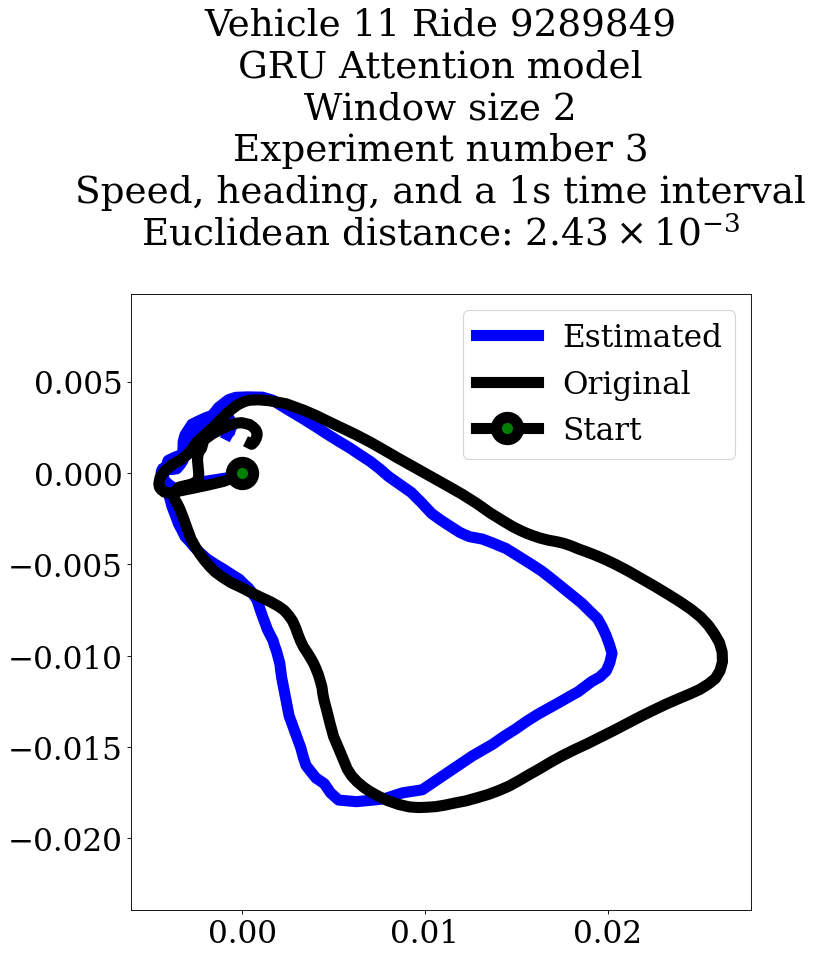 Vehicle 11 Ride 9289849
GRU Attention model
Window size 2
Experiment number 3
Speed, heading, and a 1s time interval
Euclidean distance: 2.43 × 10⁻³
Estimated
Original
Start
0.005
0.000
−0.005
−0.010
−0.015
−0.020
0.00
0.01
0.02